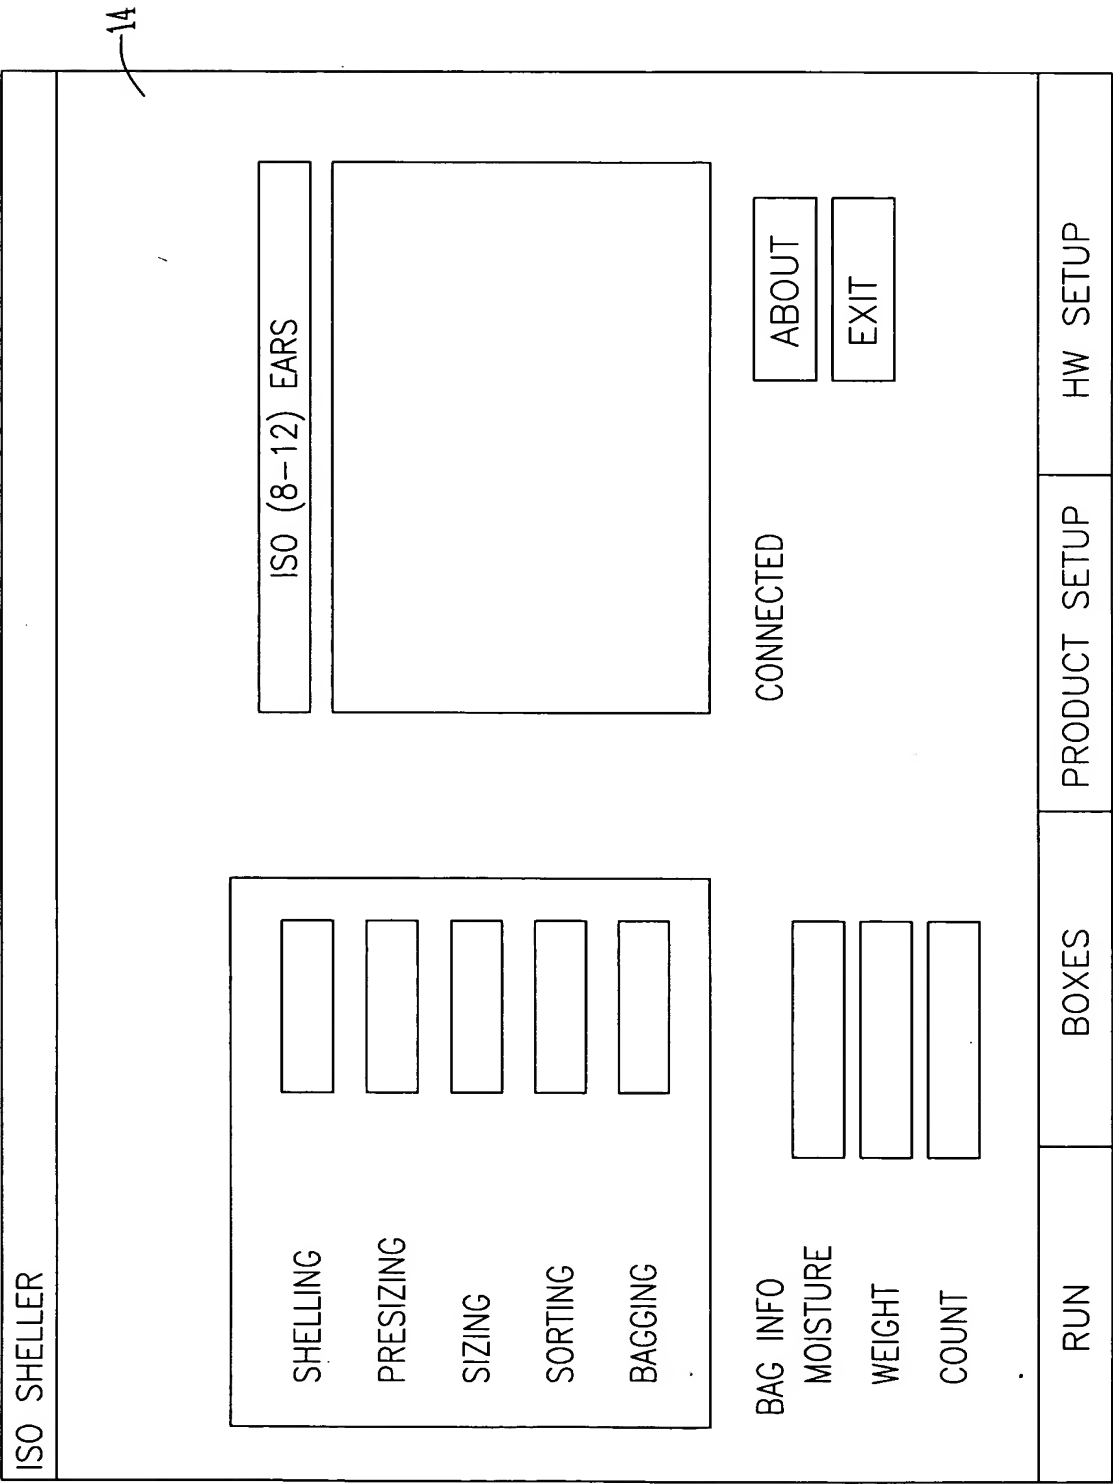 ISO SHELLER
14
SHELLING
PRESIZING
SIZING
SORTING
BAGGING
ISO (8-12) EARS
BAG INFO
MOISTURE
WEIGHT
COUNT
CONNECTED
ABOUT
EXIT
RUN
BOXES
PRODUCT SETUP
HW SETUP